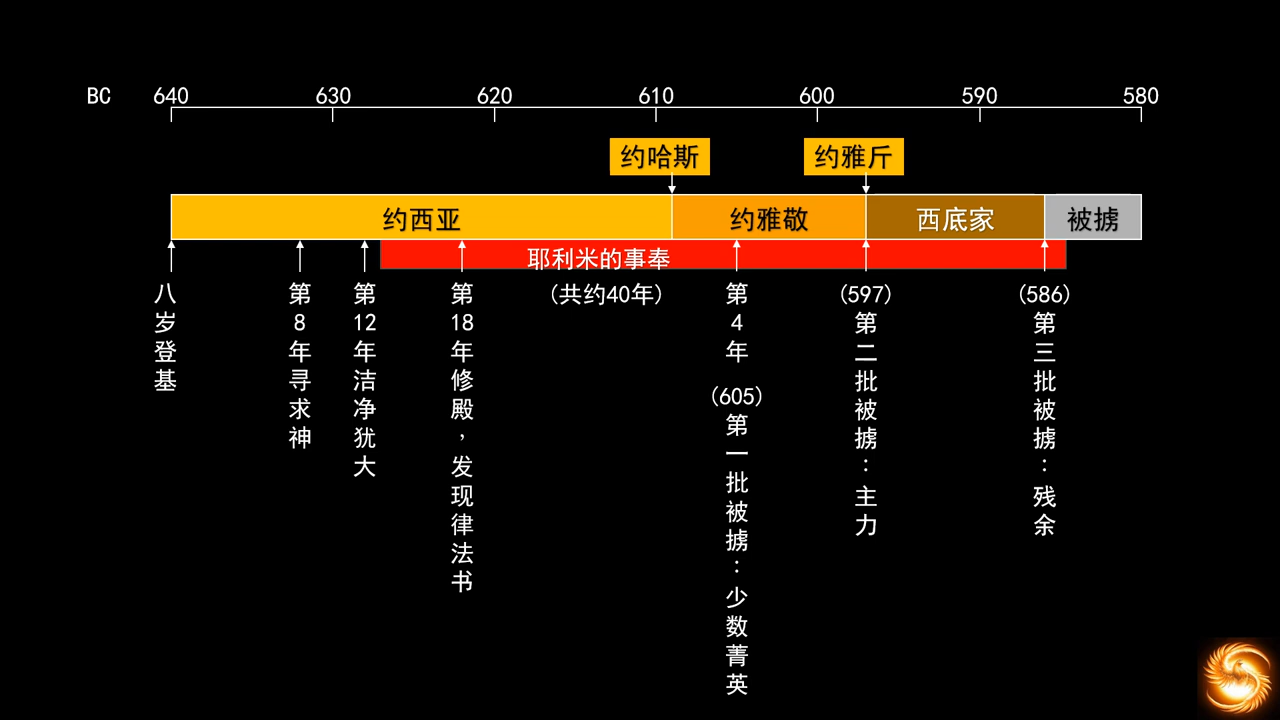 BC 640 630 620 610 600 590 580
约哈斯 约雅斤
约西亚 约雅敬 西底家 被掳
耶利米的事奉
(共约40年)
八岁登基
第8年寻求神
第12年洁净犹大
第18年修殿，发现律法书
第4年
(605)
第一批被掳：少数菁英
(597)
第二批被掳：主力
(586)
第三批被掳：残余